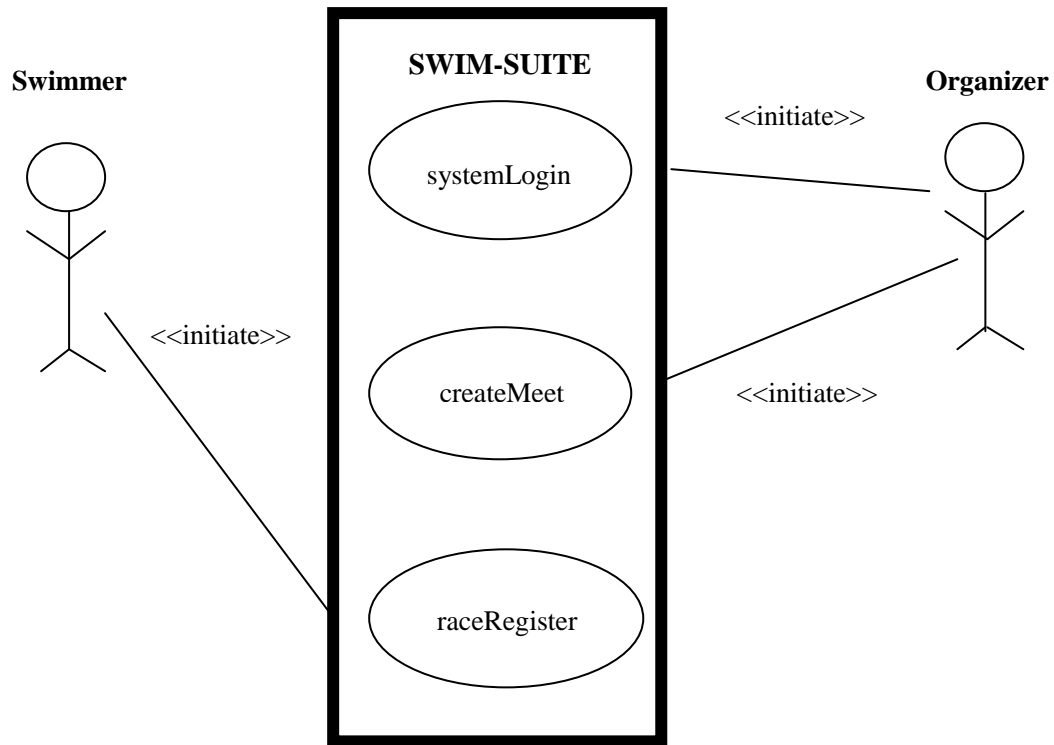 SWIM-SUITE
Swimmer
Organizer
<<initiate>>
systemLogin
<<initiate>>
createMeet
<<initiate>>
raceRegister